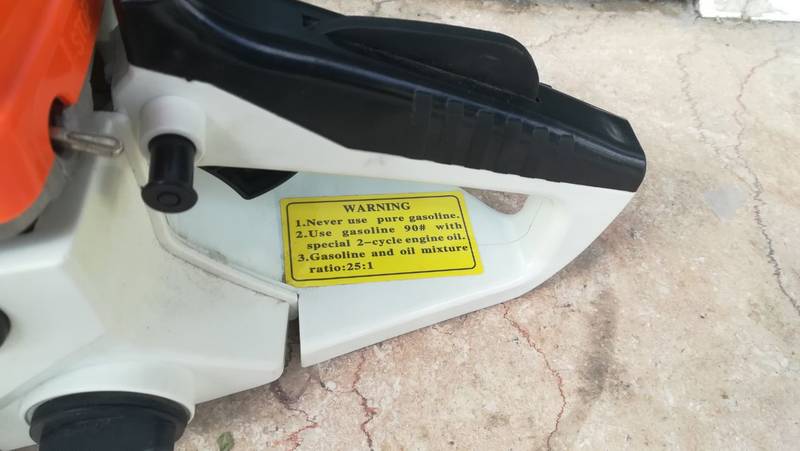 WARNING
1.Never use pure gasoline.
2.Use gasoline 90# with
special 2-cycle engine oil.
3.Gasoline and oil mixture
ratio:25:1